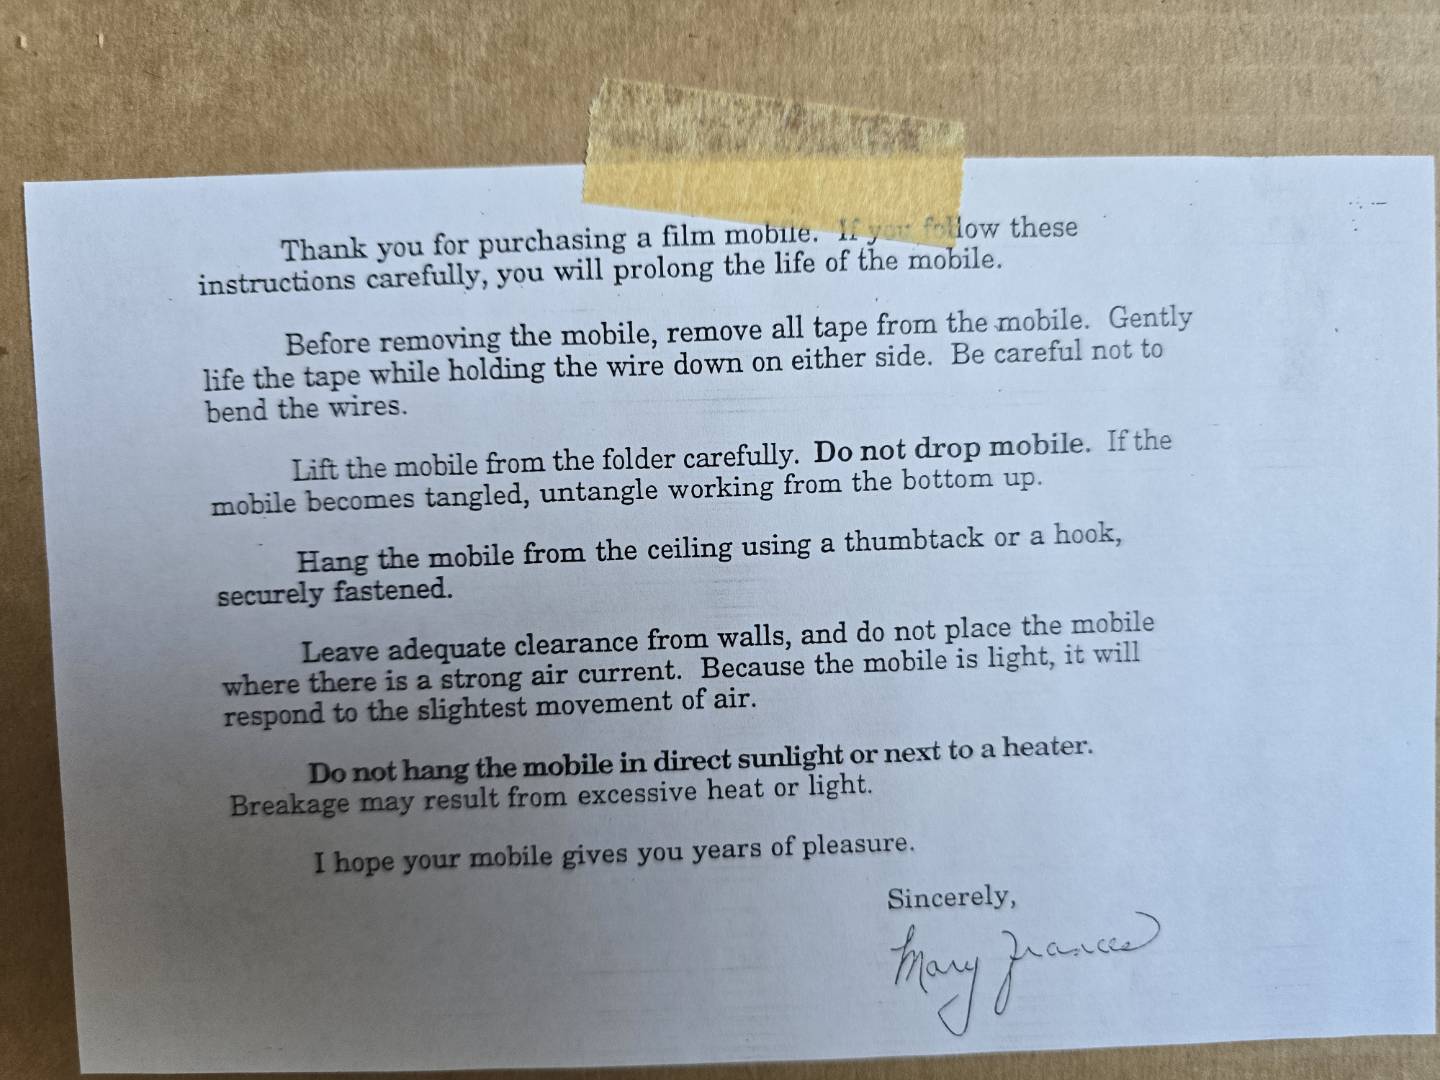 Thank you for purchasing a film mobile. If you follow these
instructions carefully, you will prolong the life of the mobile.
Before removing the mobile, remove all tape from the mobile. Gently
life the tape while holding the wire down on either side. Be careful not to
bend the wires.
Lift the mobile from the folder carefully. Do not drop mobile. If the
mobile becomes tangled, untangle working from the bottom up.
Hang the mobile from the ceiling using a thumbtack or a hook,
securely fastened.
Leave adequate clearance from walls, and do not place the mobile
where there is a strong air current. Because the mobile is light, it will
respond to the slightest movement of air.
Do not hang the mobile in direct sunlight or next to a heater.
Breakage may result from excessive heat or light.
I hope your mobile gives you years of pleasure.
Sincerely,
Mary Frances